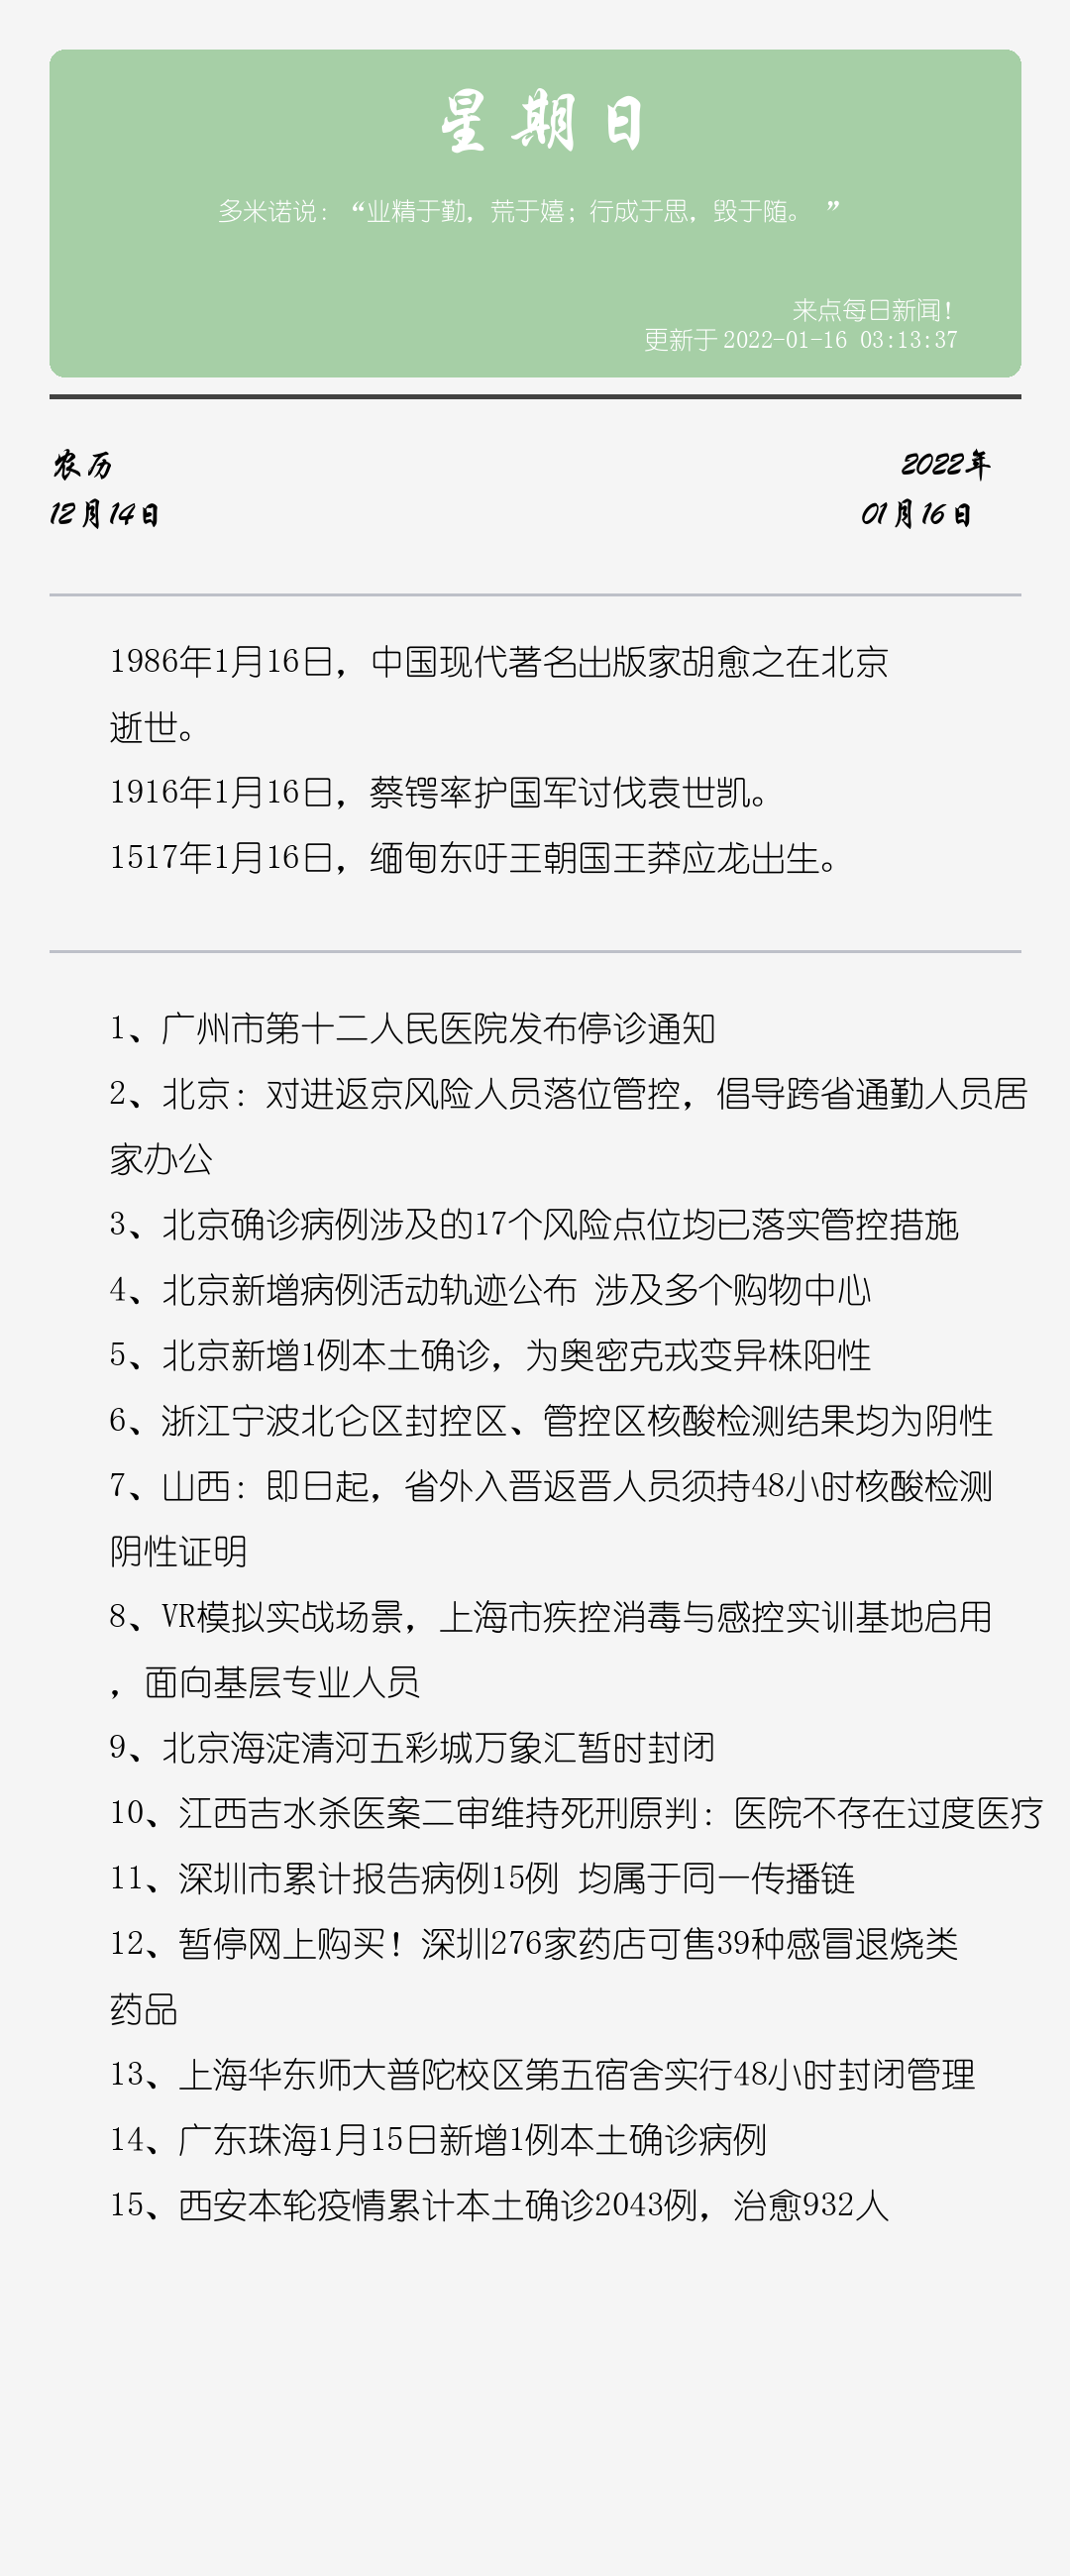 星期日
多米诺说：“业精于勤，荒于嬉；行成于思，毁于随。 ”
来点每日新闻！
更新于 2022-01-16 03:13:37
农历
2022年
12月14日
01月16日
1986年1月16日，中国现代著名出版家胡愈之在北京
逝世。
1916年1月16日，蔡锷率护国军讨伐袁世凯。
1517年1月16日，缅甸东吁王朝国王莽应龙出生。
1、广州市第十二人民医院发布停诊通知
2、北京：对进返京风险人员落位管控，倡导跨省通勤人员居
家办公
3、北京确诊病例涉及的17个风险点位均已落实管控措施
4、北京新增病例活动轨迹公布 涉及多个购物中心
5、北京新增1例本土确诊，为奥密克戎变异株阳性
6、浙江宁波北仑区封控区、管控区核酸检测结果均为阴性
7、山西：即日起，省外入晋返晋人员须持48小时核酸检测
阴性证明
8、VR模拟实战场景，上海市疾控消毒与感控实训基地启用
，面向基层专业人员
9、北京海淀清河五彩城万象汇暂时封闭
10、江西吉水杀医案二审维持死刑原判：医院不存在过度医疗
11、深圳市累计报告病例15例 均属于同一传播链
12、暂停网上购买！深圳276家药店可售39种感冒退烧类
药品
13、上海华东师大普陀校区第五宿舍实行48小时封闭管理
14、广东珠海1月15日新增1例本土确诊病例
15、西安本轮疫情累计本土确诊2043例，治愈932人